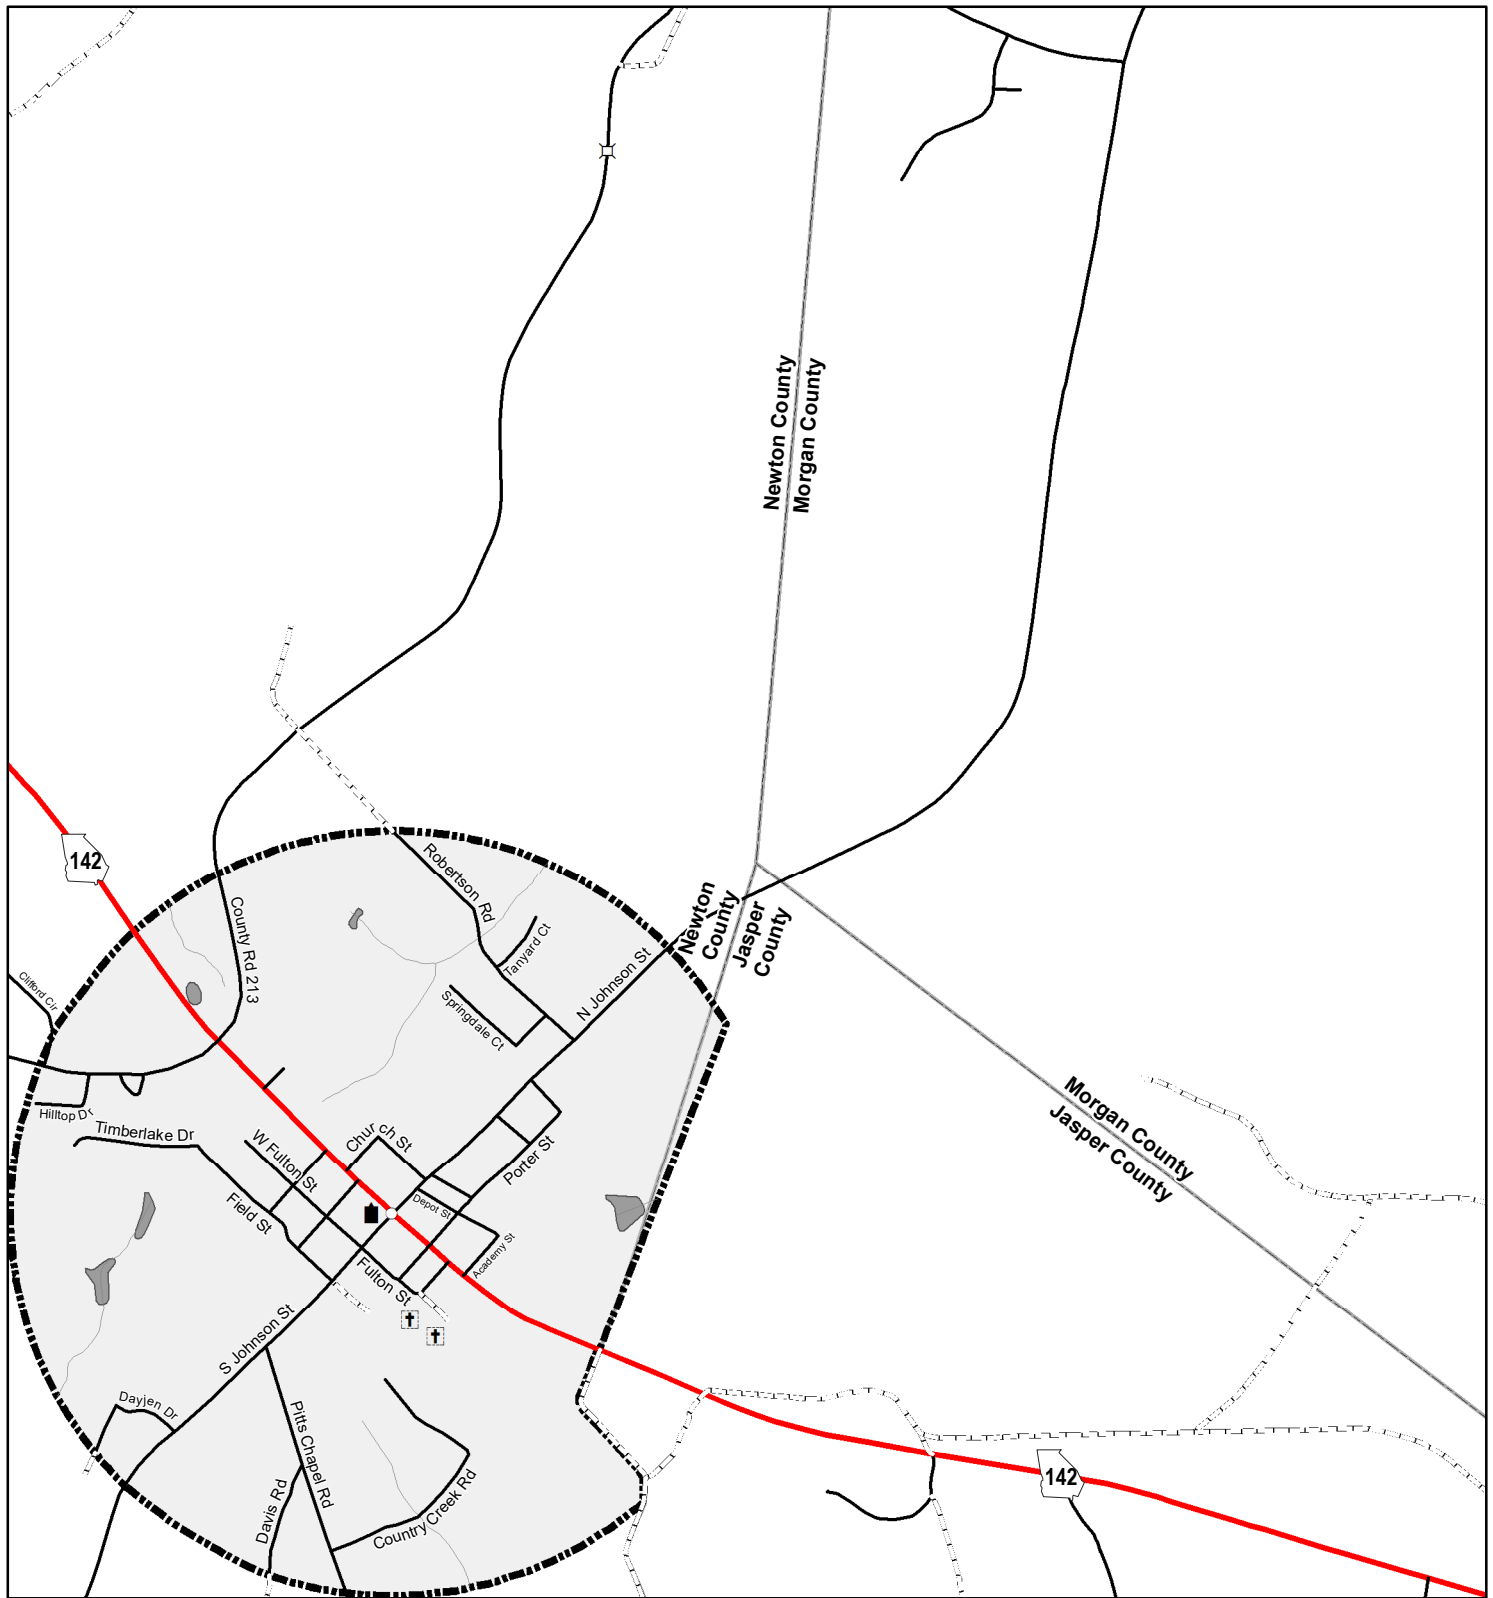 Newton County
Morgan County
142
Robertson Rd
Newton
County
Jasper
County
County Rd 213
Tanyard Ct
N Johnson St
Clifford Cir
Springdale Ct
Hilltop Dr
Timberlake Dr
Church St
W Fulton St
Porter St
Morgan County
Jasper County
Field St
Depot St
Academy St
Fulton St
S Johnson St
Dayjen Dr
Pitts Chapel Rd
Davis Rd
Country Creek Rd
142